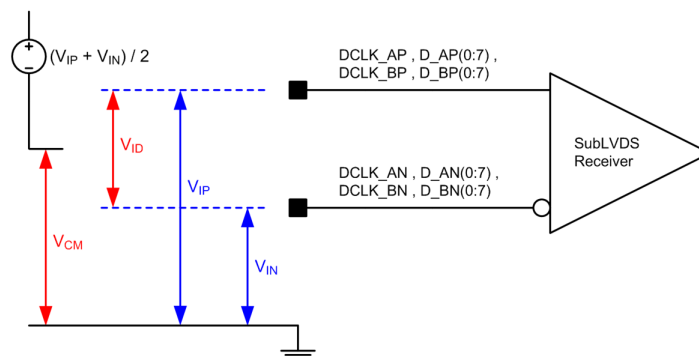 (VIP + VIN) / 2
DCLK_AP , D_AP(0:7) ,
DCLK_BP , D_BP(0:7)
SubLVDS
Receiver
VID
VIP
DCLK_AN , D_AN(0:7) ,
DCLK_BN , D_BN(0:7)
VCM
VIN